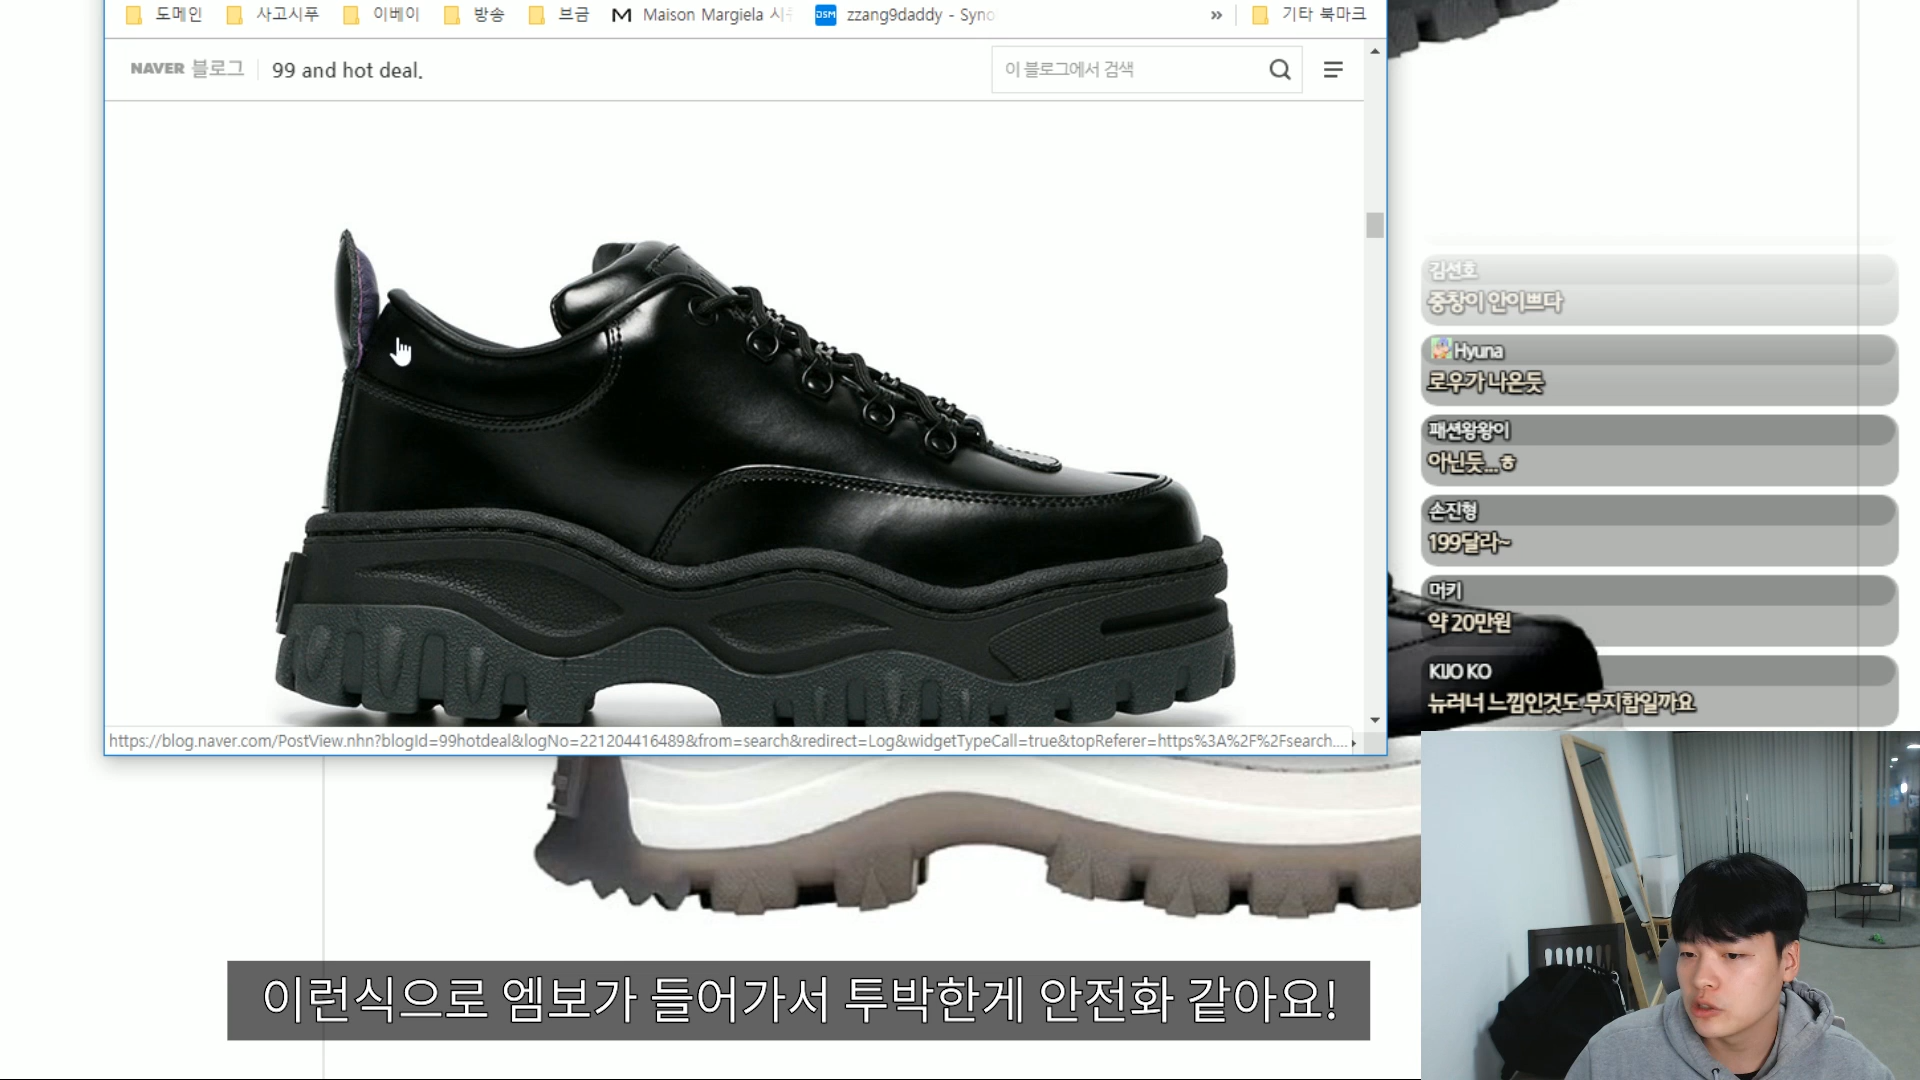 도메인 사고시푸 이베이 방송 브금 Maison Margiela 시 zzang9daddy - Syno » 기타 북마크
NAVER 블로그 99 and hot deal.
이 블로그에서 검색
김선호
중창이 안이쁘다
Hyuna
로우가 나온듯
패션왕왕이
아닌듯...ㅎ
손진형
199달라~
머키
약 20만원
KIJO KO
뉴러너 느낌인것도 무지함일까요
https://blog.naver.com/PostView.nhn?blogId=99hotdeal&logNo=221204416489&from=search&redirect=Log&widgetTypeCall=true&topReferer=https%3A%2F%2Fsearch....
이런식으로 엠보가 들어가서 투박한게 안전화 같아요!